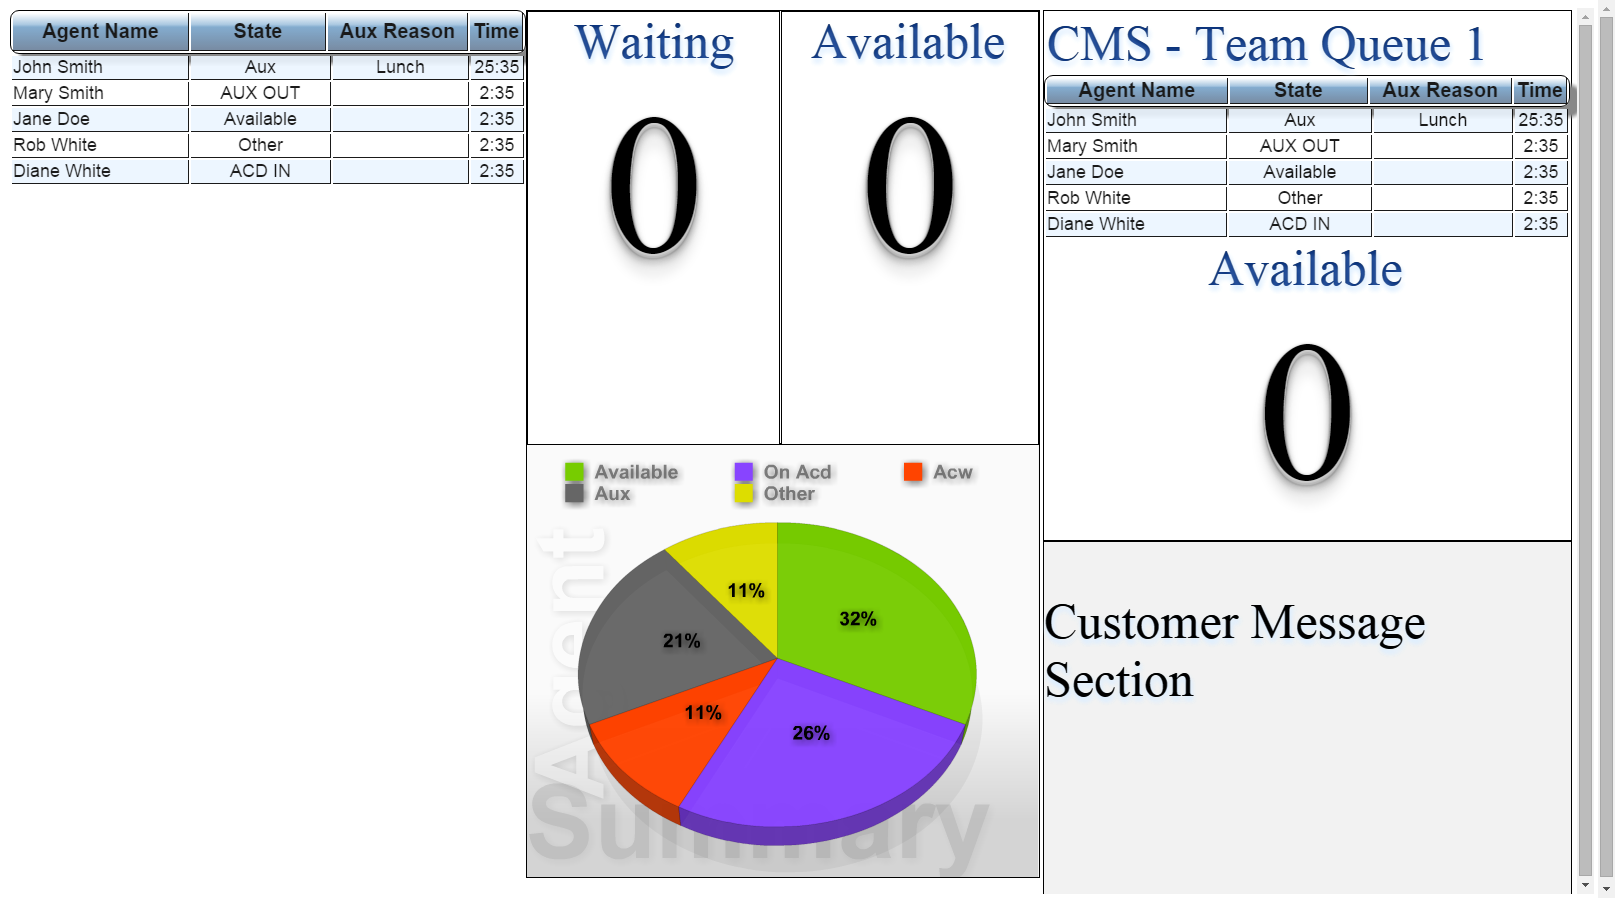 Agent Name State Aux Reason Time
John Smith Aux Lunch 25:35
Mary Smith AUX OUT 2:35
Jane Doe Available 2:35
Rob White Other 2:35
Diane White ACD IN 2:35
Waiting
0
Available
0
Available On Acd Acw
Aux Other
Agent
Summary
32%
26%
11%
21%
11%
CMS - Team Queue 1
Agent Name State Aux Reason Time
John Smith Aux Lunch 25:35
Mary Smith AUX OUT 2:35
Jane Doe Available 2:35
Rob White Other 2:35
Diane White ACD IN 2:35
Available
0
Customer Message
Section